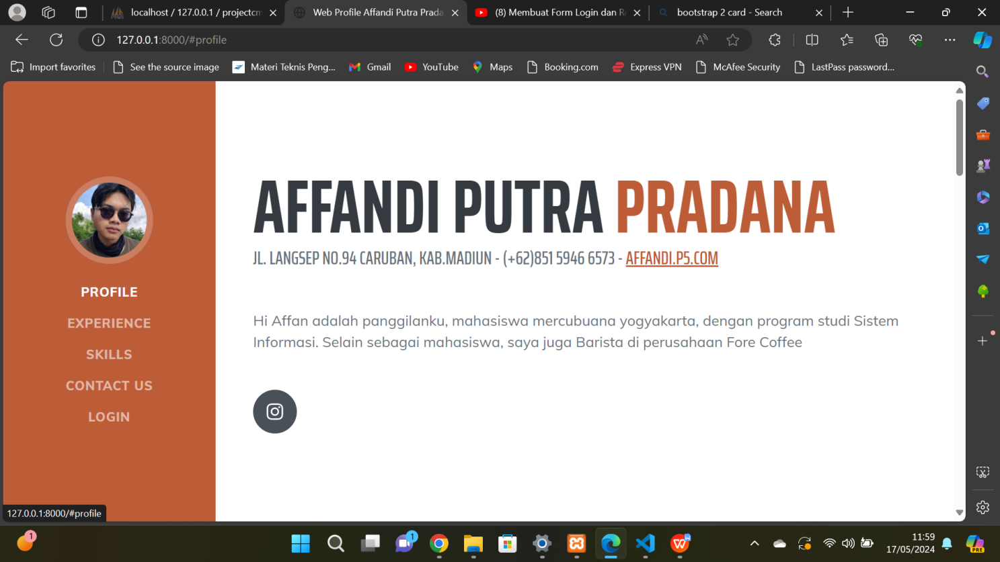 localhost / 127.0.0.1 / projectcm
Web Profile Affandi Putra Prada
(8) Membuat Form Login dan R
bootstrap 2 card - Search
127.0.0.1:8000/#profile
Import favorites
See the source image
Materi Teknis Peng...
Gmail
YouTube
Maps
Booking.com
Express VPN
McAfee Security
LastPass password...
PROFILE
EXPERIENCE
SKILLS
CONTACT US
LOGIN
AFFANDI PUTRA PRADANA
JL. LANGSEP NO.94 CARUBAN, KAB.MADIUN - (+62)851 5946 6573 - AFFANDI.P5.COM
Hi Affan adalah panggilanku, mahasiswa mercubuana yogyakarta, dengan program studi Sistem
Informasi. Selain sebagai mahasiswa, saya juga Barista di perusahaan Fore Coffee
127.0.0.1:8000/#profile
1
1
11:59
17/05/2024
PRE